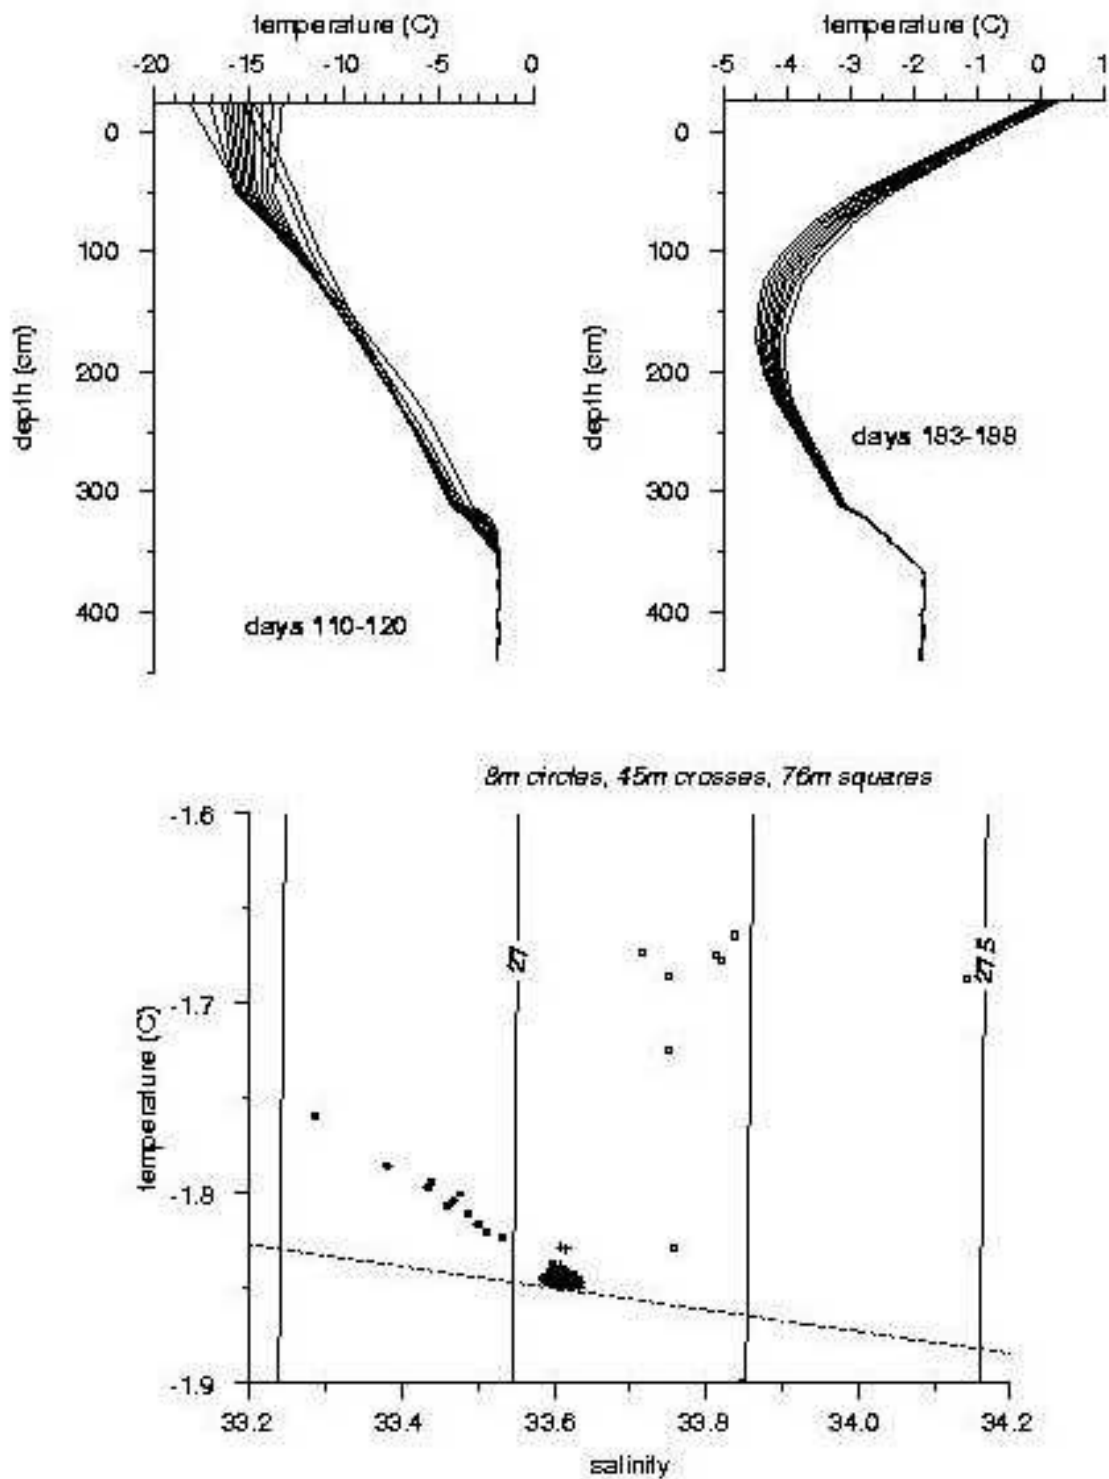 temperature (C)
-20 -15 -10 -5 0
0
100
200
300
400
depth (cm)
days 110-120
temperature (C)
-5 -4 -3 -2 -1 0 1
0
100
200
300
400
depth (cm)
days 193-199
8m circles, 45m crosses, 76m squares
-1.6
-1.7
-1.8
-1.9
temperature (C)
27
27.5
33.2 33.4 33.6 33.8 34.0 34.2
salinity